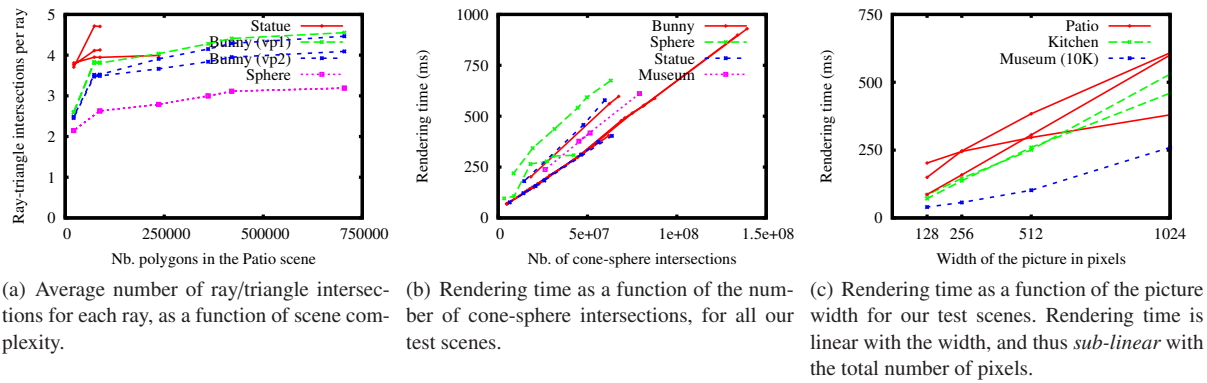 5
4
3
2
1
0
Ray-triangle intersections per ray
Statue
Bunny (vp1)
Bunny (vp2)
Sphere
0
250000
500000
750000
Nb. polygons in the Patio scene
(a) Average number of ray/triangle intersec-
tions for each ray, as a function of scene com-
plexity.
1000
750
500
250
0
Rendering time (ms)
Bunny
Sphere
Statue
Museum
0
5e+07
1e+08
1.5e+08
Nb. of cone-sphere intersections
(b) Rendering time as a function of the num-
ber of cone-sphere intersections, for all our
test scenes.
750
500
250
0
Rendering time (ms)
Patio
Kitchen
Museum (10K)
128
256
512
1024
Width of the picture in pixels
(c) Rendering time as a function of the picture
width for our test scenes. Rendering time is
linear with the width, and thus sub-linear with
the total number of pixels.